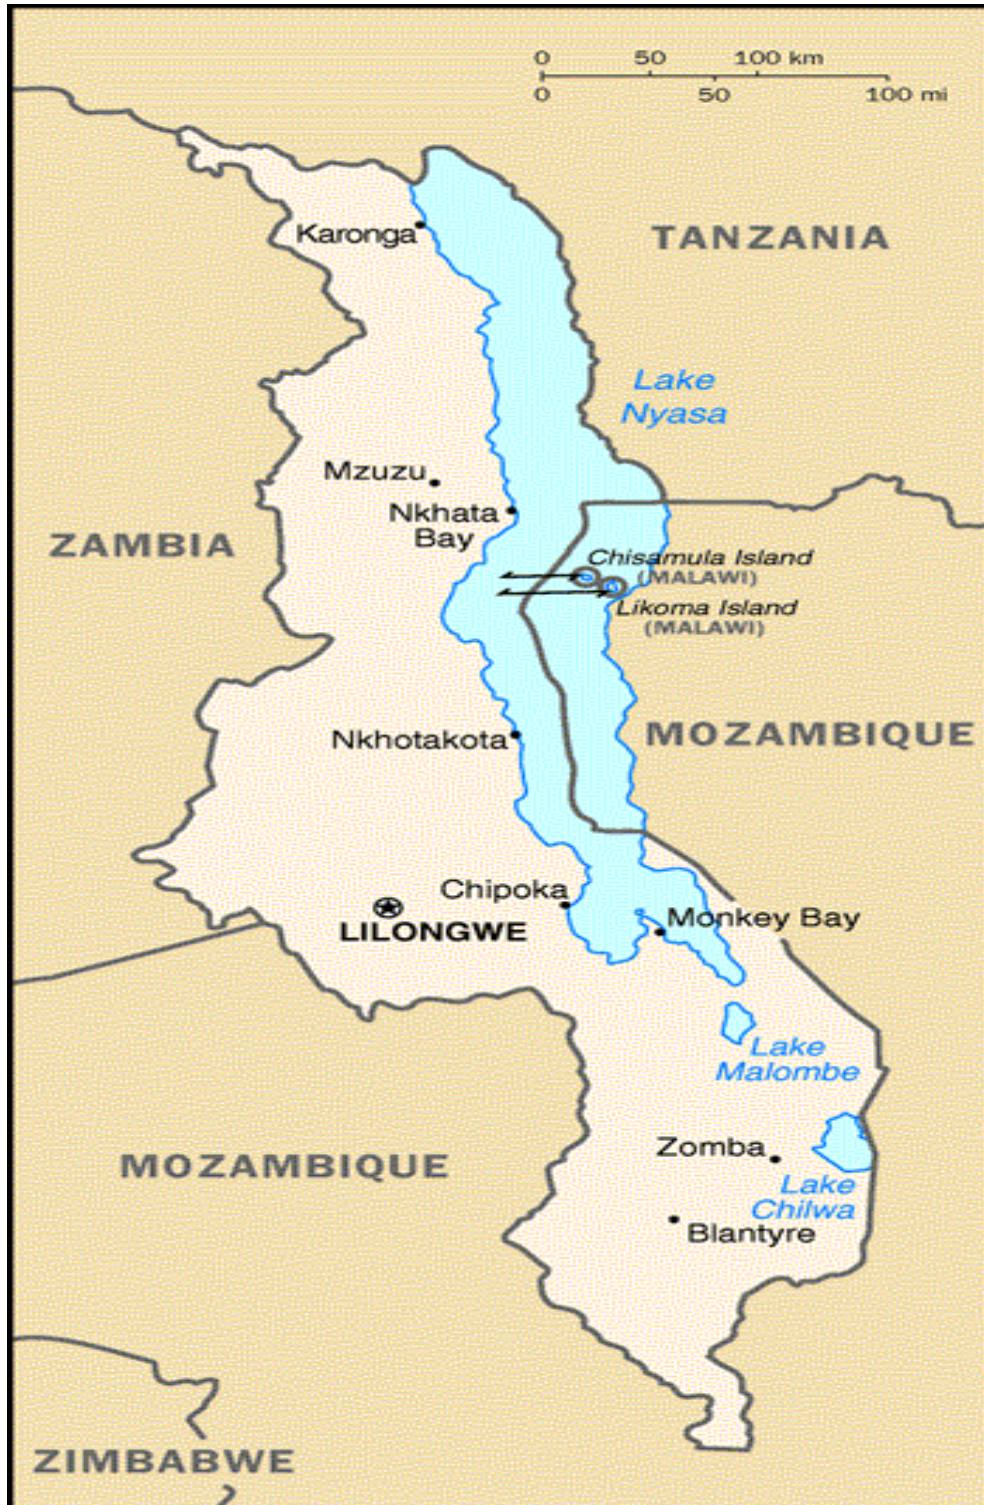 0 50 100 km
0 50 100 mi
Karonga
TANZANIA
Lake
Nyasa
Mzuzu
Nkhata
Bay
ZAMBIA
Chisamula Island
(MALAWI)
Likoma Island
(MALAWI)
Nkhotakota
MOZAMBIQUE
Chipoka
LILONGWE
Monkey Bay
Lake
Malombe
Zomba
MOZAMBIQUE
Lake
Chilwa
Blantyre
ZIMBABWE